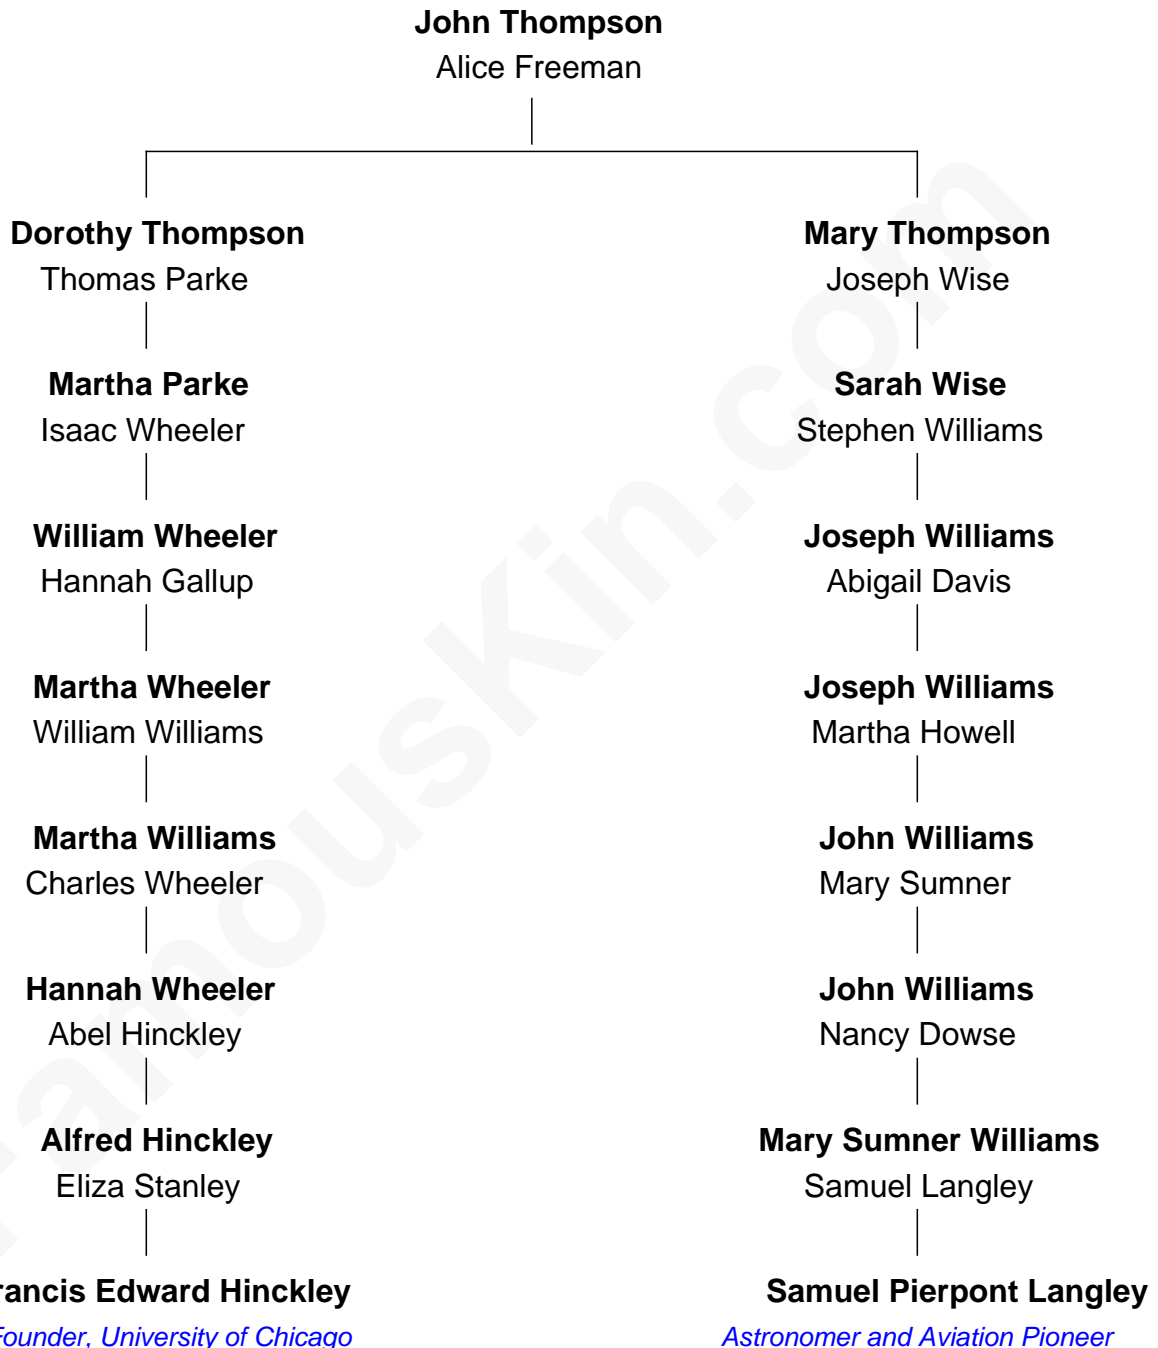 John Thompson
Alice Freeman
Dorothy Thompson
Thomas Parke
Mary Thompson
Joseph Wise
Martha Parke
Isaac Wheeler
Sarah Wise
Stephen Williams
William Wheeler
Hannah Gallup
Joseph Williams
Abigail Davis
Martha Wheeler
William Williams
Joseph Williams
Martha Howell
Martha Williams
Charles Wheeler
John Williams
Mary Sumner
Hannah Wheeler
Abel Hinckley
John Williams
Nancy Dowse
Alfred Hinckley
Eliza Stanley
Mary Sumner Williams
Samuel Langley
rancis Edward Hinckley
Founder, University of Chicago
Samuel Pierpont Langley
Astronomer and Aviation Pioneer
FamousKin.com